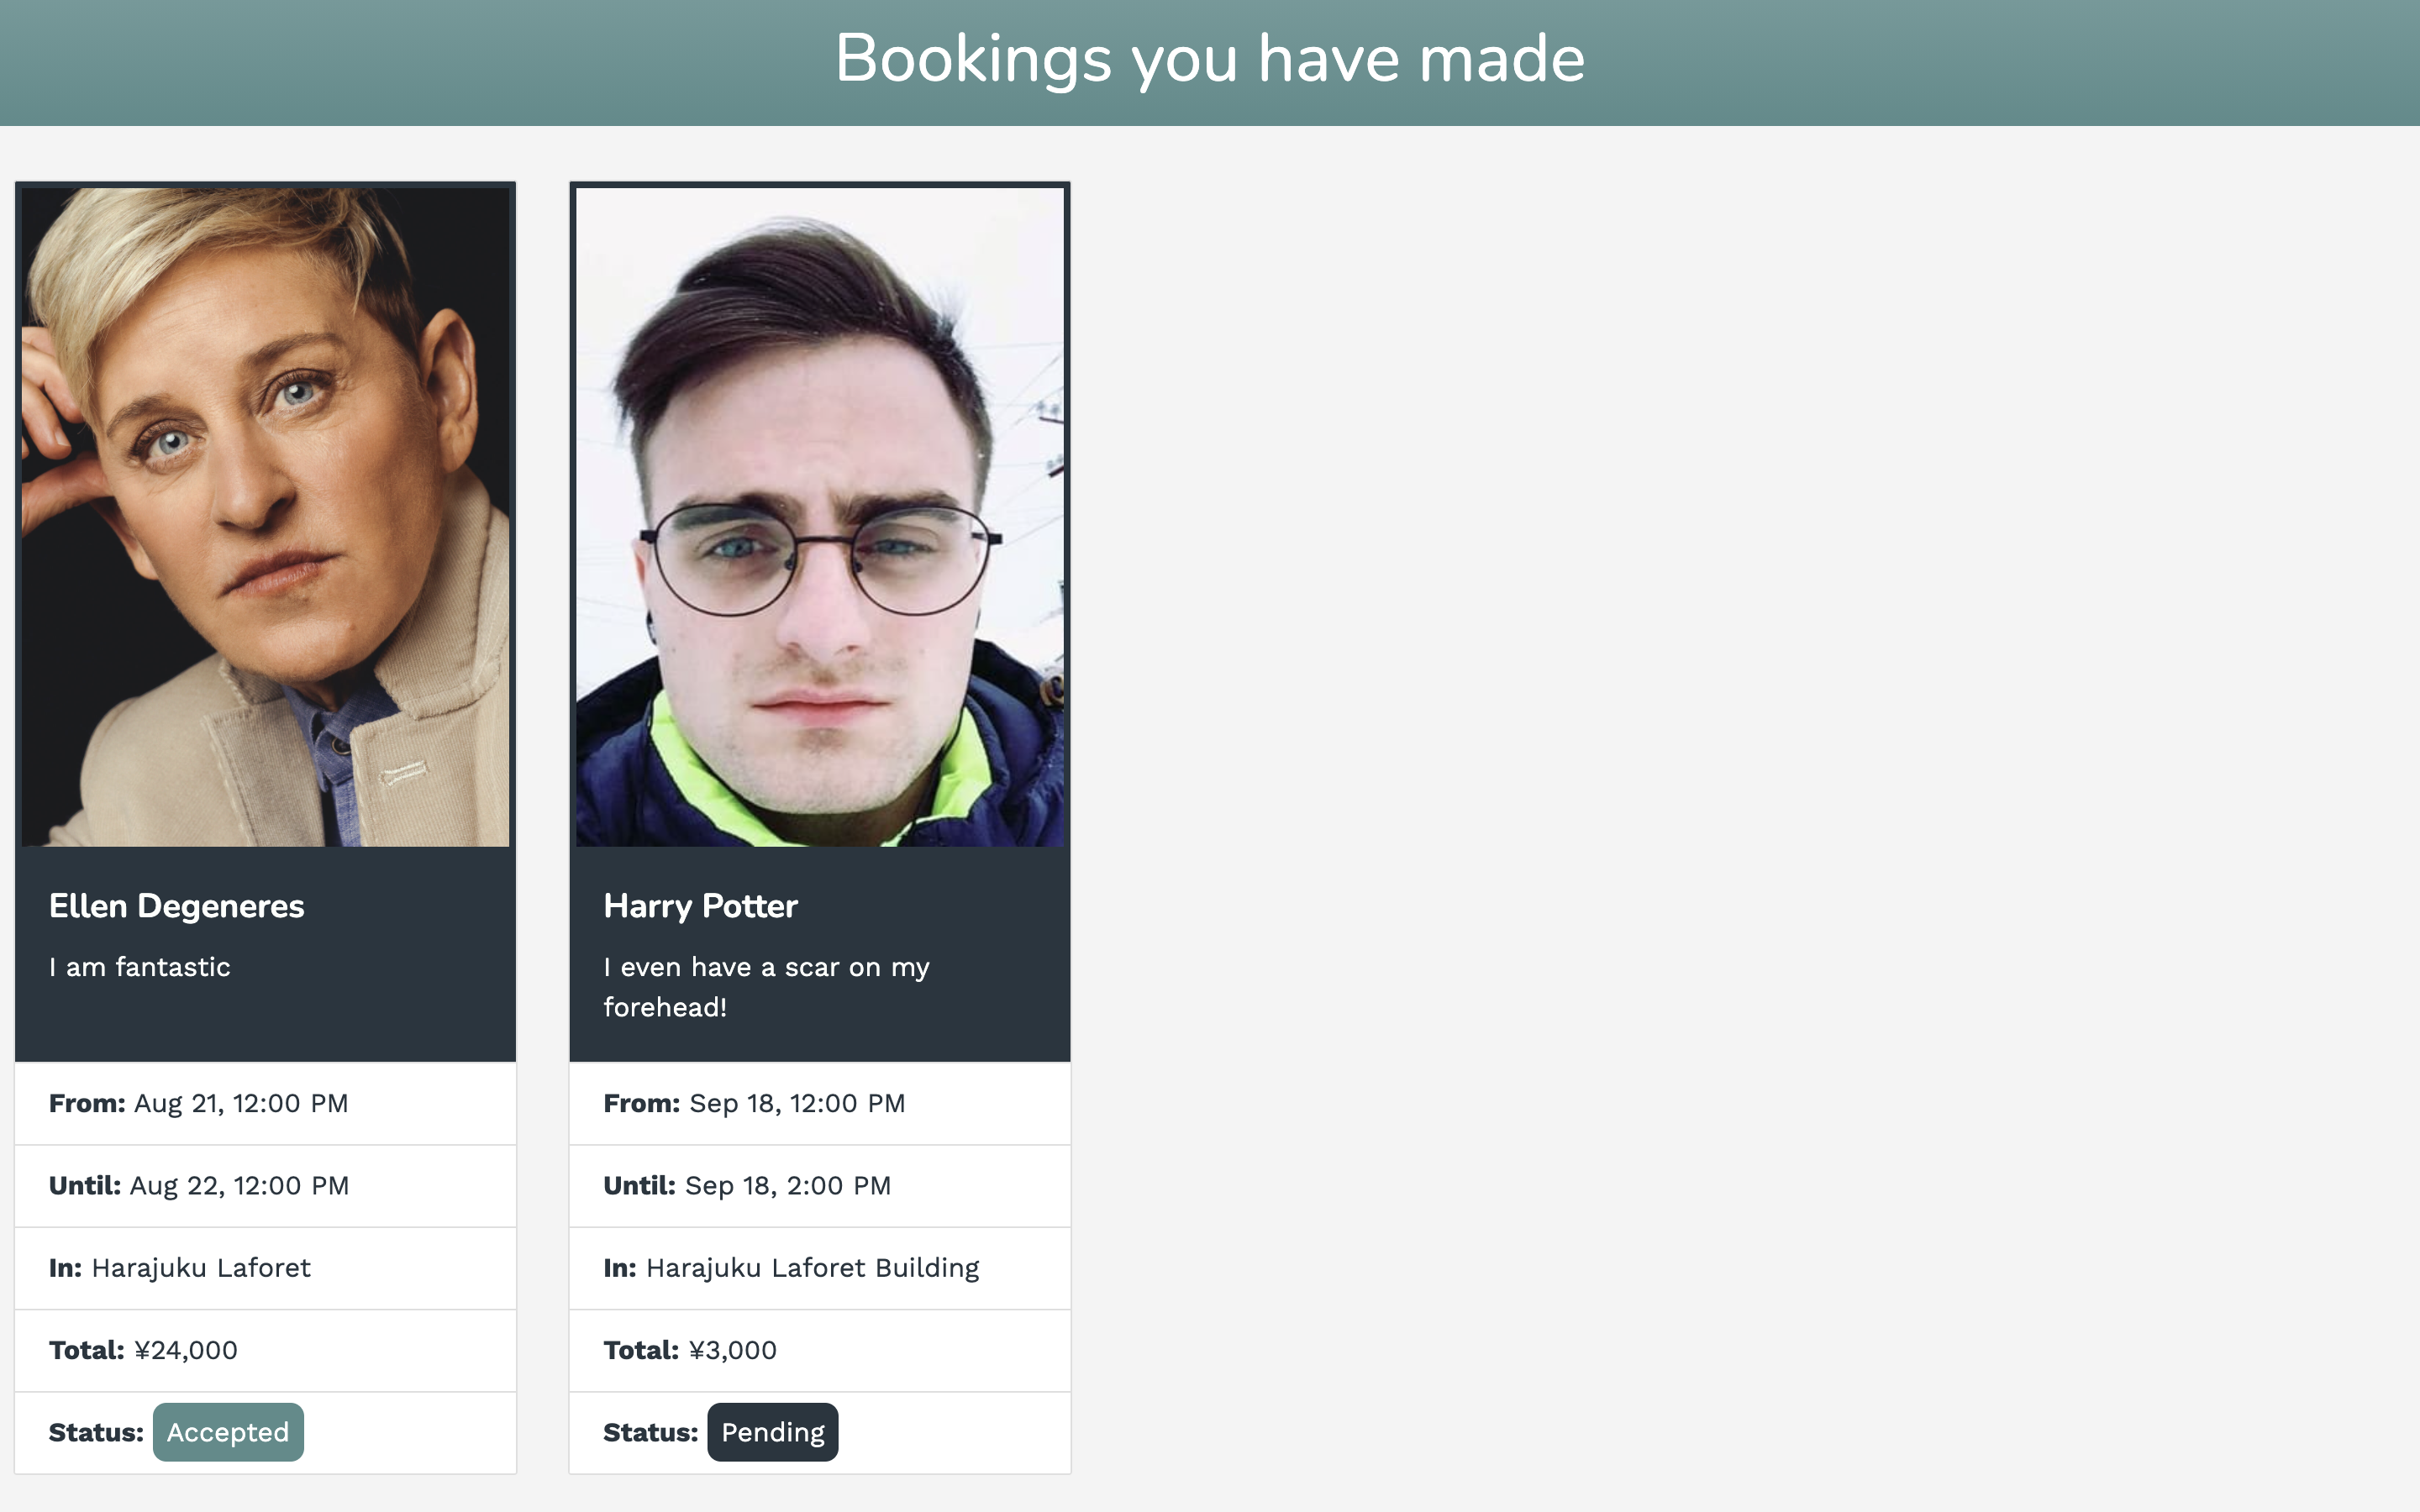 Bookings you have made
Ellen Degeneres
I am fantastic
From: Aug 21, 12:00 PM
Until: Aug 22, 12:00 PM
In: Harajuku Laforet
Total: ¥24,000
Status: Accepted
Harry Potter
I even have a scar on my
forehead!
From: Sep 18, 12:00 PM
Until: Sep 18, 2:00 PM
In: Harajuku Laforet Building
Total: ¥3,000
Status: Pending